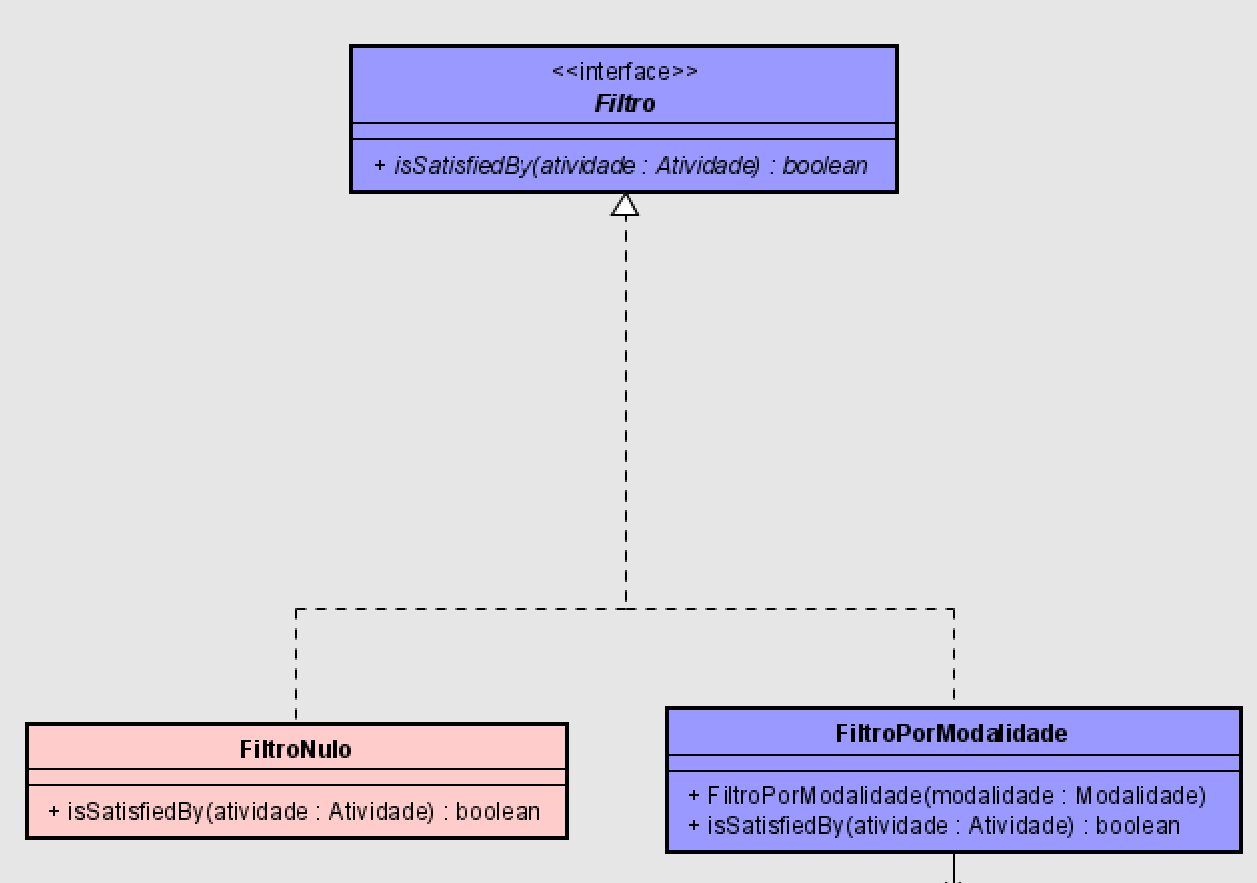 <<interface>>
Filtro
+ isSatisfiedBy(atividade : Atividade) : boolean
FiltroNulo
+ isSatisfiedBy(atividade : Atividade) : boolean
FiltroPorModalidade
+ FiltroPorModalidade(modalidade : Modalidade)
+ isSatisfiedBy(atividade : Atividade) : boolean